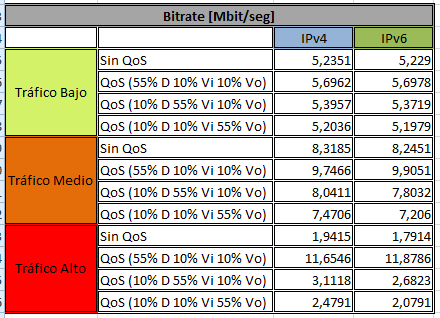 Bitrate [Mbit/seg]
IPv4 IPv6
Tráfico Bajo
Sin QoS 5,2351 5,229
QoS (55% D 10% Vi 10% Vo) 5,6962 5,6978
QoS (10% D 55% Vi 10% Vo) 5,3957 5,3719
QoS (10% D 10% Vi 55% Vo) 5,2036 5,1979
Tráfico Medio
Sin QoS 8,3185 8,2451
QoS (55% D 10% Vi 10% Vo) 9,7466 9,9051
QoS (10% D 55% Vi 10% Vo) 8,0411 7,8032
QoS (10% D 10% Vi 55% Vo) 7,4706 7,206
Tráfico Alto
Sin QoS 1,9415 1,7914
QoS (55% D 10% Vi 10% Vo) 11,6546 11,8786
QoS (10% D 55% Vi 10% Vo) 3,1118 2,6823
QoS (10% D 10% Vi 55% Vo) 2,4791 2,0791